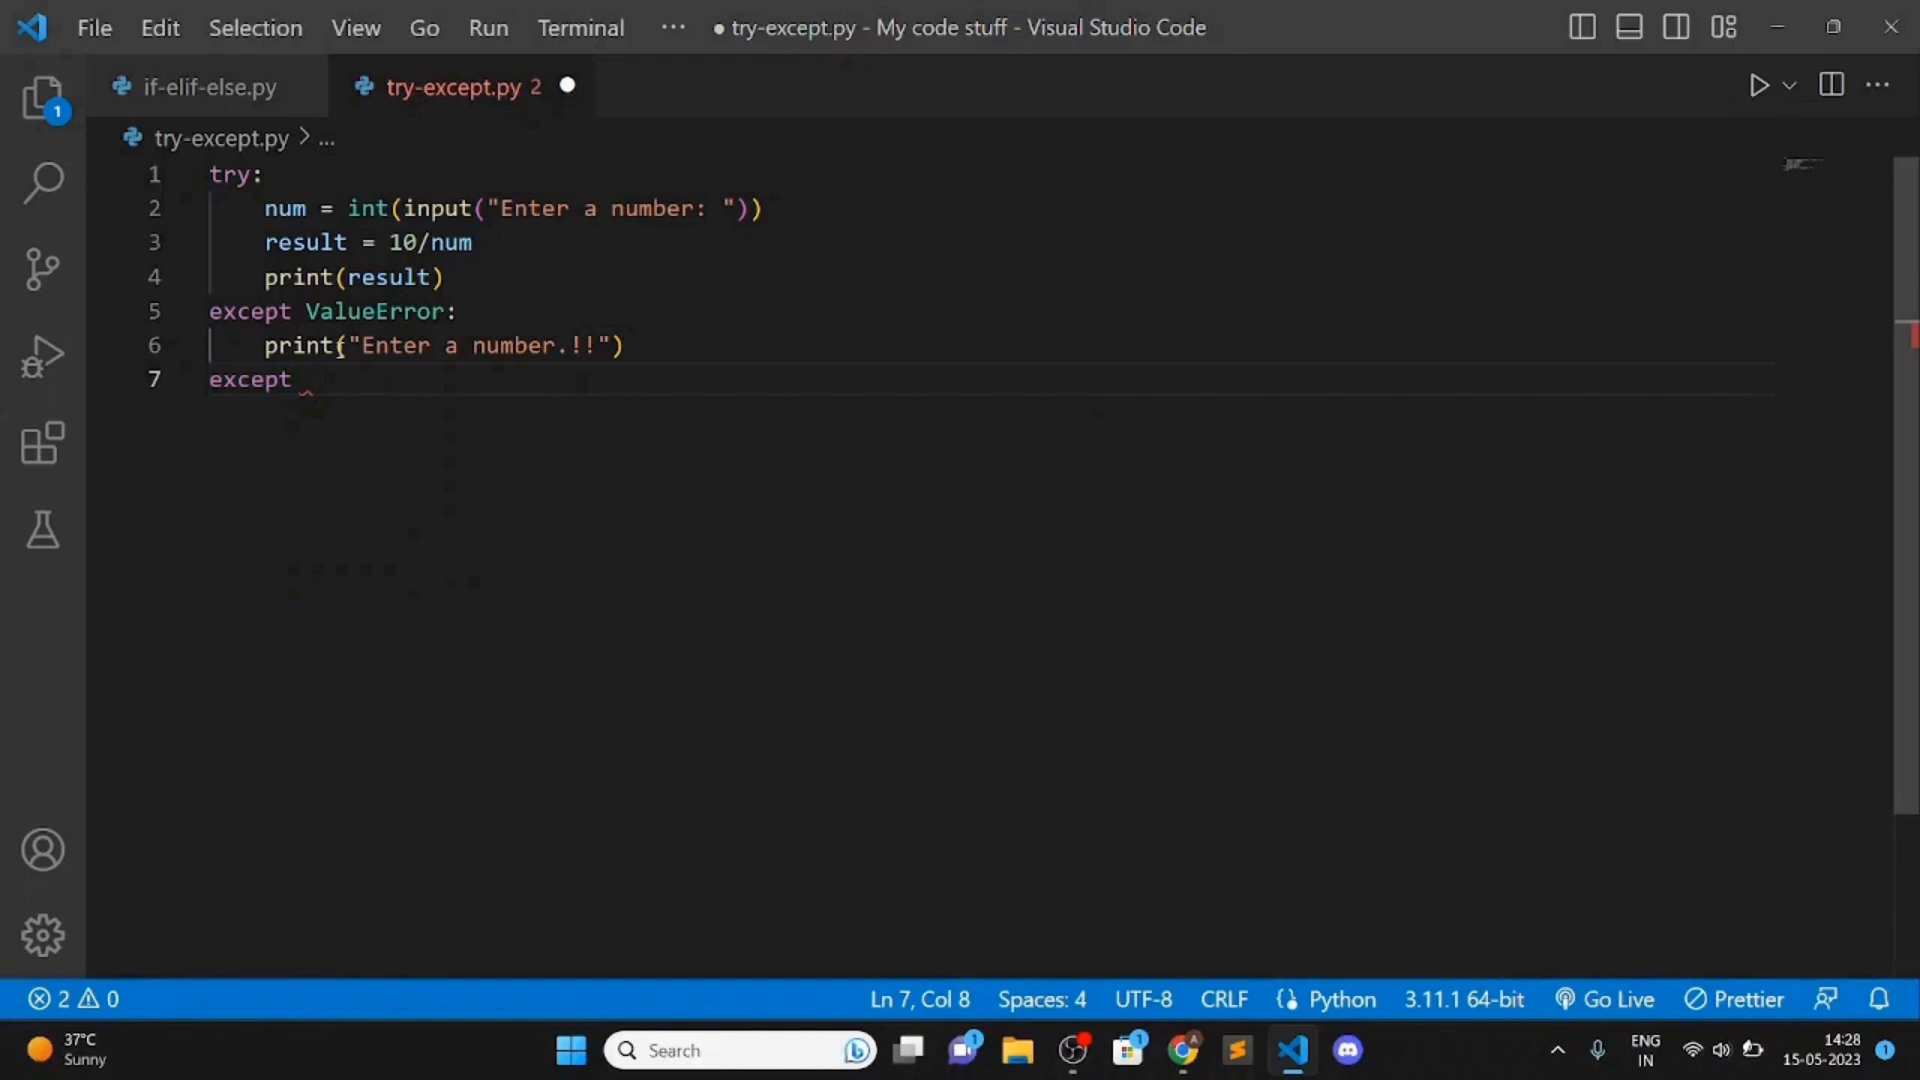 File Edit Selection View Go Run Terminal ··· ● try-except.py - My code stuff - Visual Studio Code
if-elif-else.py try-except.py 2
1
try-except.py > ...
1 try:
2 num = int(input("Enter a number: "))
3 result = 10/num
4 print(result)
5 except ValueError:
6 print("Enter a number.!!")
7 except
2 0 Ln 7, Col 8 Spaces: 4 UTF-8 CRLF Python 3.11.1 64-bit Go Live Prettier
37°C
Sunny
Search
1
1
A
ENG
IN
14:28
15-05-2023
1